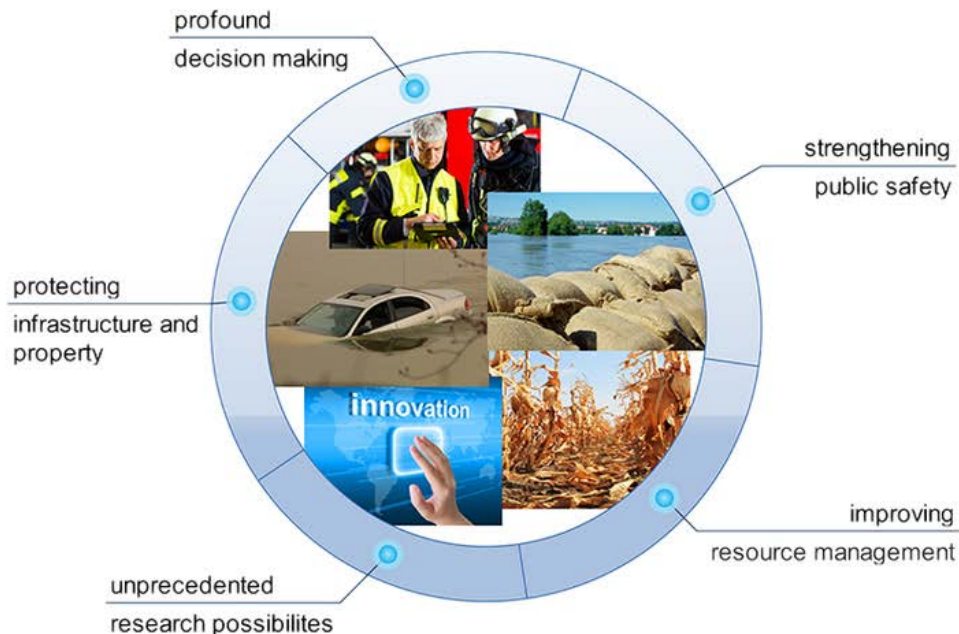 profound
decision making
strengthening
public safety
protecting
infrastructure and
property
innovation
improving
resource management
unprecedented
research possibilites